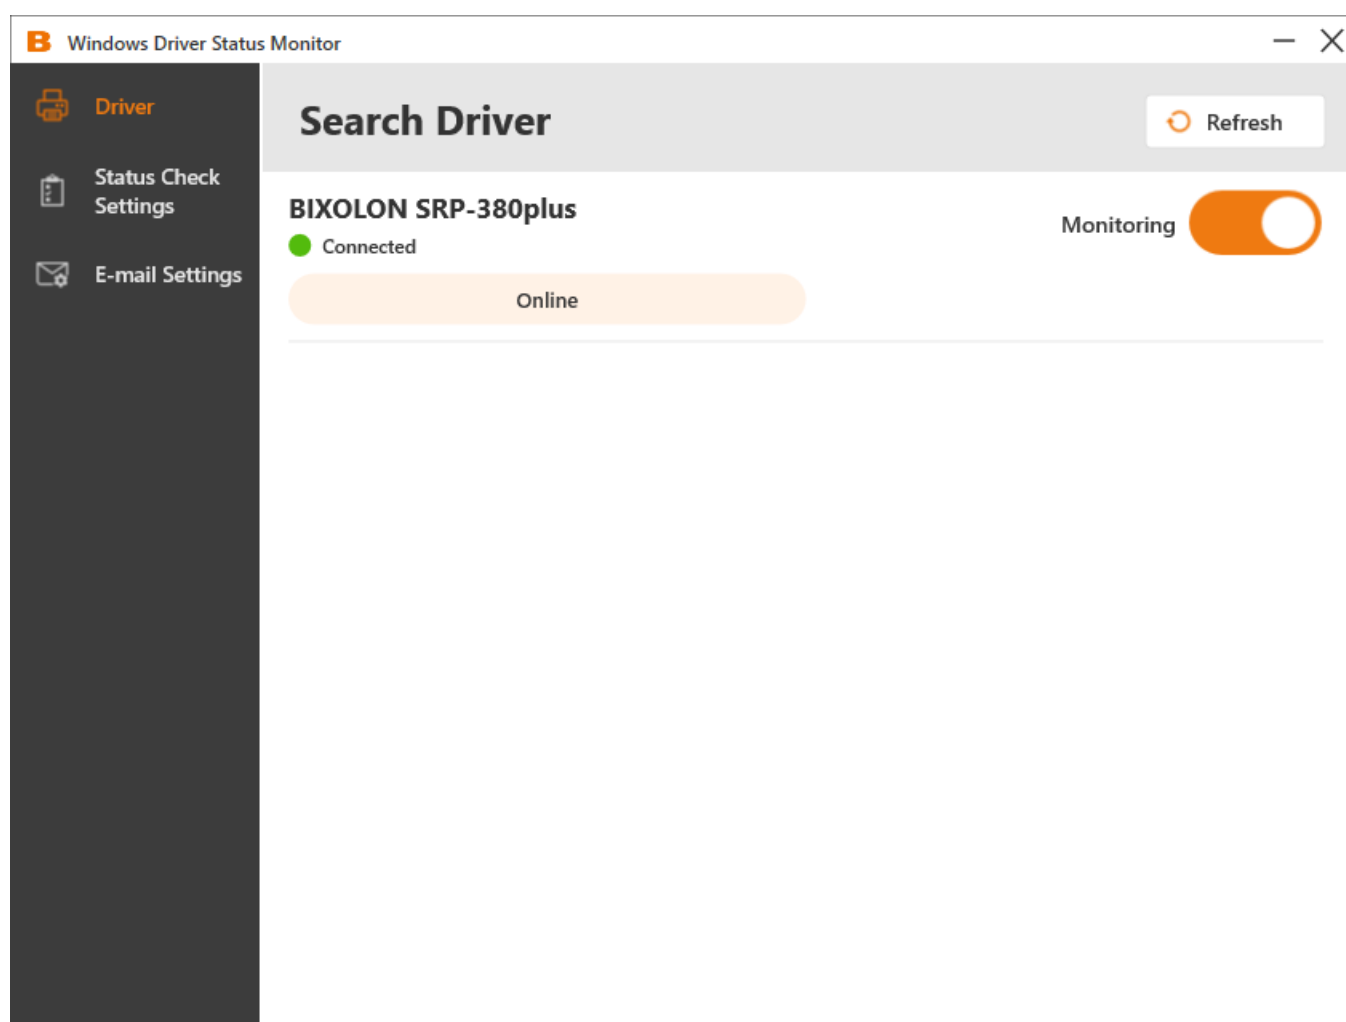 B Windows Driver Status Monitor
Driver
Status Check
Settings
E-mail Settings
Search Driver
Refresh
BIXOLON SRP-380plus
Connected
Online
Monitoring